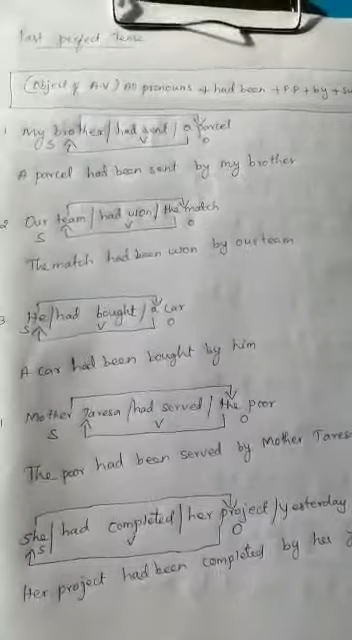 Past perfect Tense
(Object of A.V) All pronouns + had been + P.P + by + su
1 My brother / had sent / a parcel
S V O
A parcel had been sent by my brother
2 Our team / had won / the match
S V O
The match had been won by our team
3 He / had bought / a car
S V O
A car had been bought by him
Mother Taresa / had served / the poor
S V O
The poor had been served by Mother Tares
She / had completed / her project / yesterday
S V O
Her project had been completed by her